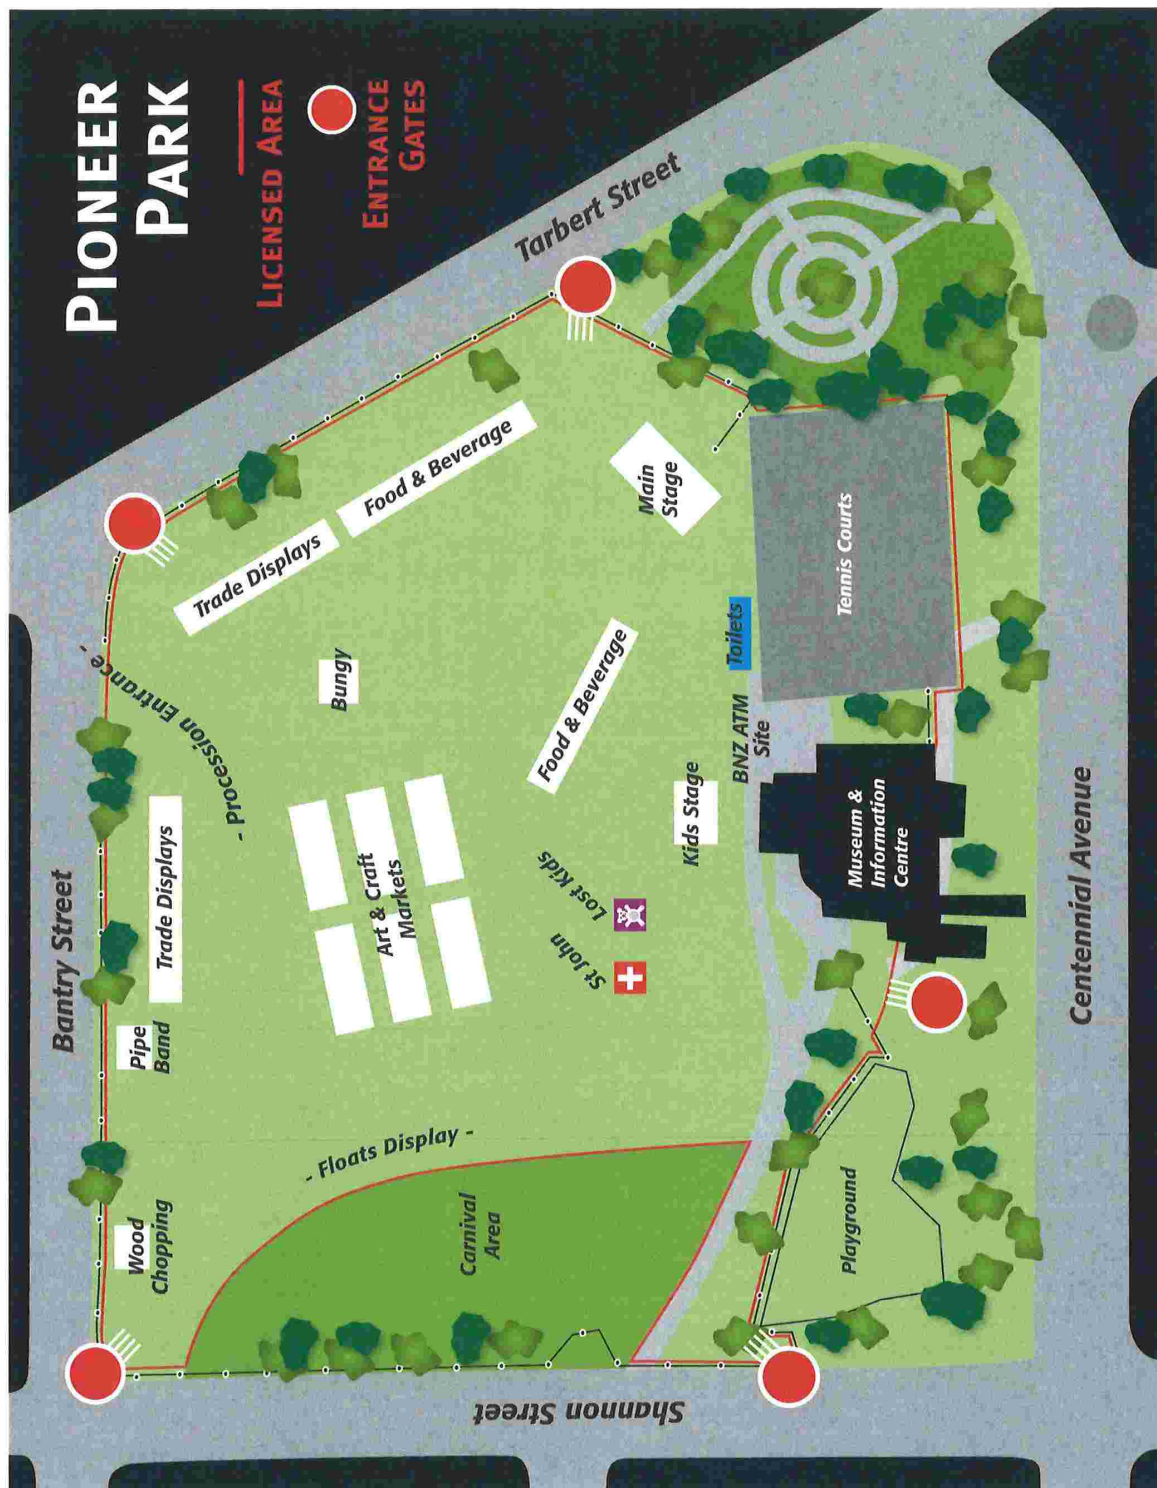 PIONEER
PARK
LICENSED AREA
ENTRANCE
GATES
Tarbert Street
Bantry Street
- Procession Entrance -
Trade Displays
Food & Beverage
Main
Stage
Bungy
Trade Displays
Art & Craft
Markets
Food & Beverage
Toilets
Tennis Courts
BNZ ATM
Site
Kids Stage
Lost Kids
St John
Museum &
Information
Centre
Pipe
Band
Wood
Chopping
- Floats Display -
Carnival
Area
Playground
Centennial Avenue
Shannon Street